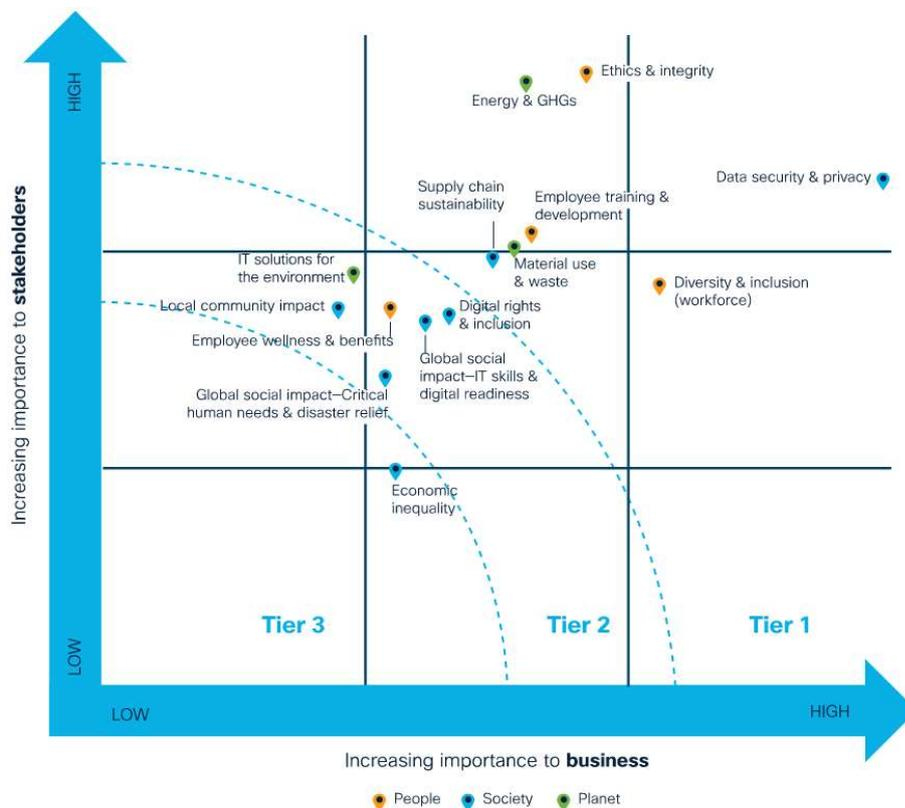 HIGH
Increasing importance to stakeholders
LOW
Ethics & integrity
Energy & GHGs
Data security & privacy
Supply chain
sustainability
Employee training &
development
IT solutions for
the environment
Material use
& waste
Diversity & inclusion
(workforce)
Local community impact
Digital rights
& inclusion
Employee wellness & benefits
Global social
impact—IT skills &
digital readiness
Global social impact—Critical
human needs & disaster relief
Economic
inequality
Tier 3
Tier 2
Tier 1
LOW
HIGH
Increasing importance to business
People
Society
Planet